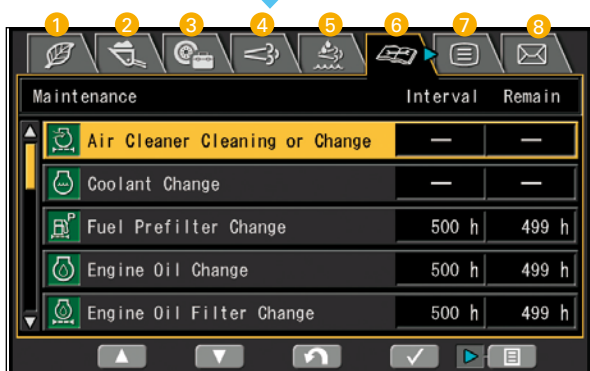 1 2 3 4 5 6 7 8
Maintenance Interval Remain
Air Cleaner Cleaning or Change — —
Coolant Change — —
Fuel Prefilter Change 500 h 499 h
Engine Oil Change 500 h 499 h
Engine Oil Filter Change 500 h 499 h